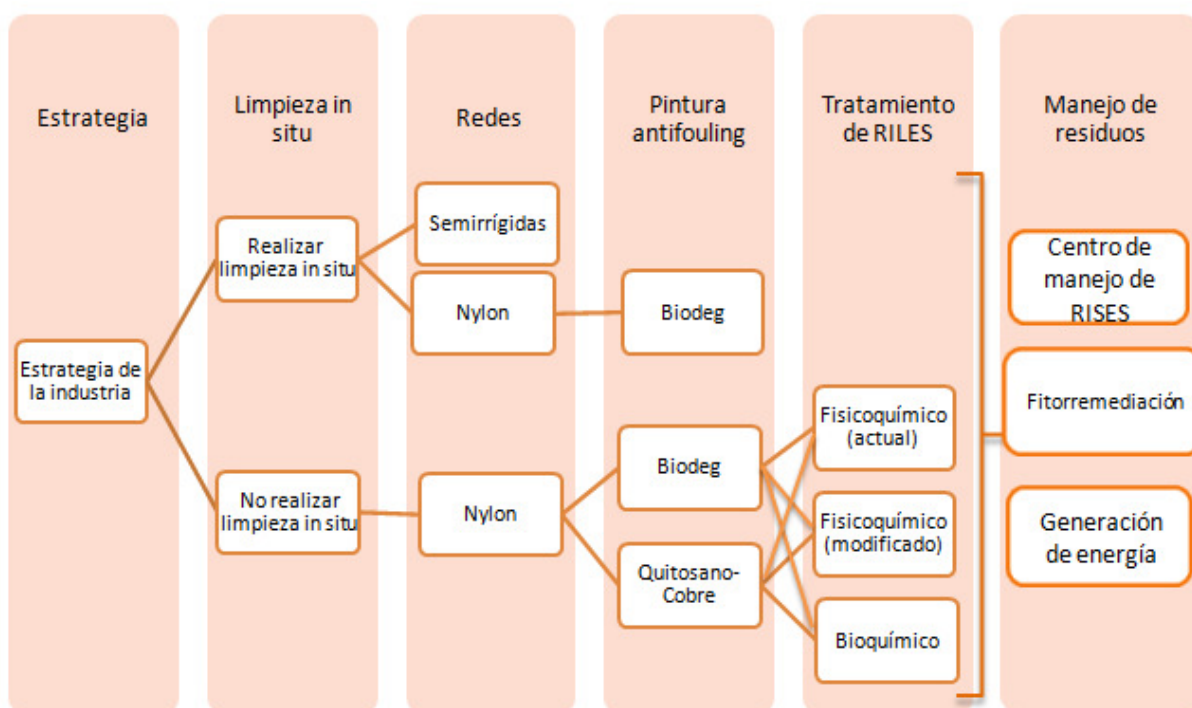 Estrategia
Limpieza in
situ
Redes
Pintura
antifouling
Tratamiento
de RILES
Manejo de
residuos
Estrategia de
la industria
Realizar
limpieza in situ
No realizar
limpieza in situ
Semirrígidas
Nylon
Nylon
Biodeg
Biodeg
Quitosano-
Cobre
Fisicoquímico
(actual)
Fisicoquímico
(modificado)
Bioquímico
Centro de
manejo de
RISES
Fitorremediación
Generación
de energía